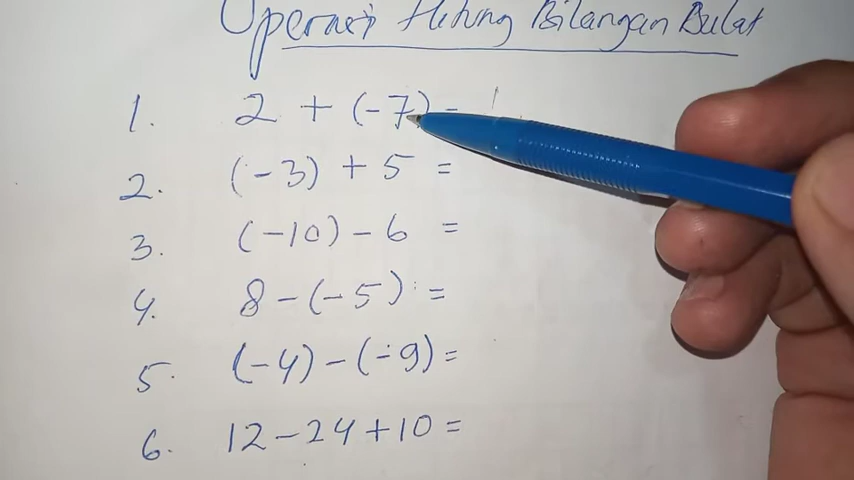 Operasi Hitung Bilangan Bulat
1. 2 + (-7) =
2. (-3) + 5 =
3. (-10) - 6 =
4. 8 - (-5) =
5. (-4) - (-9) =
6. 12 - 24 + 10 =